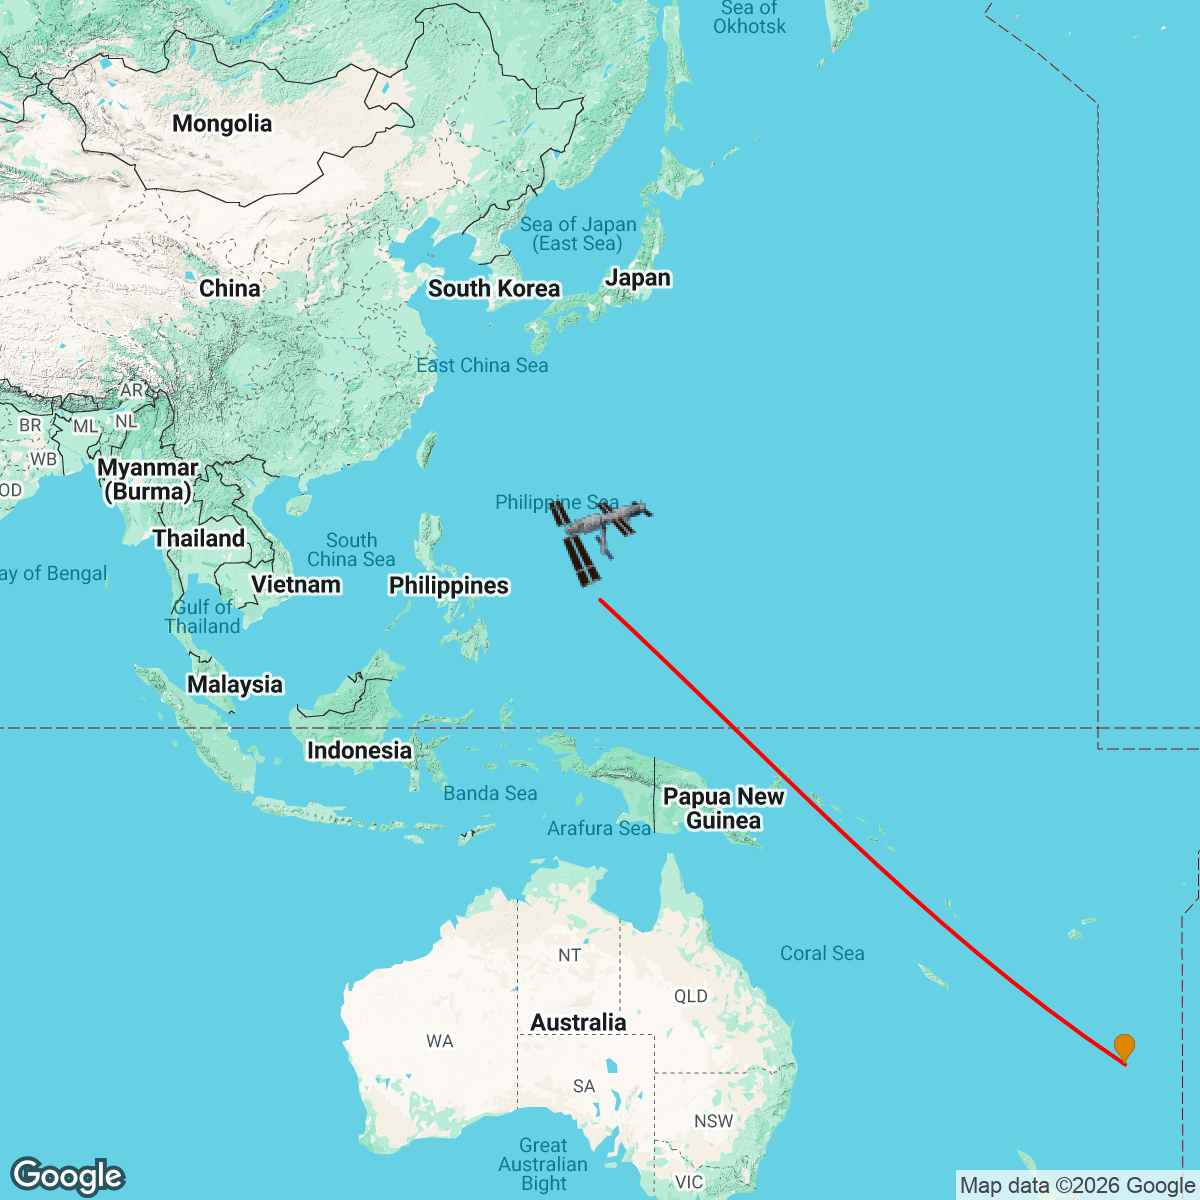 Sea of
Okhotsk
Mongolia
Sea of Japan
(East Sea)
Japan
South Korea
China
East China Sea
AR
BR
ML
NL
WB
Myanmar
(Burma)
OD
Philippine Sea
Thailand
South
China Sea
ay of Bengal
Vietnam
Philippines
Gulf of
Thailand
Malaysia
Indonesia
Banda Sea
Papua New
Guinea
Arafura Sea
NT
Coral Sea
QLD
Australia
WA
SA
NSW
Great
Australian
Bight
VIC
Google
Map data ©2026 Google